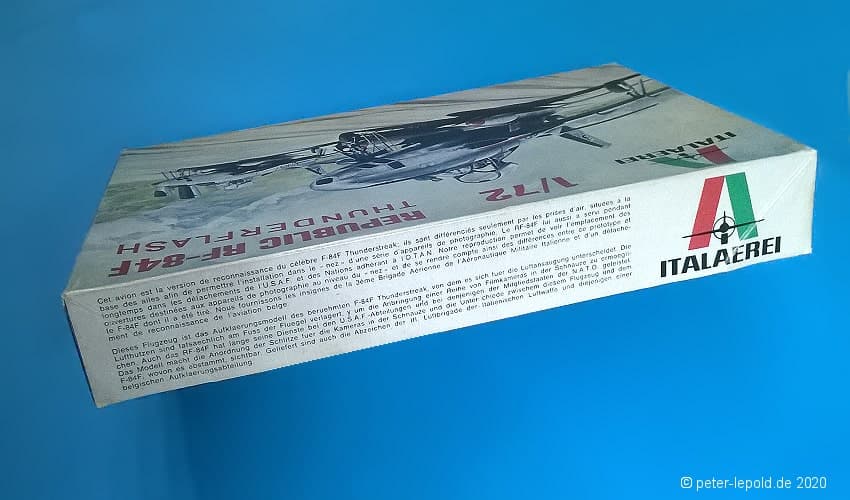 ITALAEREI
1/72
REPUBLIC RF-84F
THUNDERFLASH
Cet avion est la version de reconnaissance du célèbre F-84F Thunderstreak; ils sont différenciés seulement par les prises d'air, situées à la
base des ailes afin de permettre l'installation dans le « nez » d'une série d'appareils de photographie. Le RF-84F lui aussi a servi pendant
longtemps dans les détachements de l'U.S.A.F. et des Nations adhérant à l'O.T.A.N. Notre reproduction permet de voir l'emplacement des
ouvertures destinées aux appareils de photographie au niveau du « nez » et de se rendre compte ainsi des différences entre ce prototype et
le F-84F dont il a été tiré. Nous fournissons les insignes de la 3ème Brigade Aérienne de l'Aéronautique Militaire Italienne et d'un détache-
ment de reconnaissance de l'aviation belge.
Dieses Flugzeug ist das Aufklaerungsmodell des beruehmten F-84F Thunderstreak, von dem es sich fuer die Luftansaugung unterscheidet. Die
Lufthutzen sind tatsaechlich am Fuss der Fluegel verlagert, um die Anbringung einer Reihe von Filmkameras in der Schnauze zu ermoegli-
chen. Auch das RF-84F hat lange seine Dienste bei den U.S.A.F.-Abteilungen und bei denjenigen der Mitgliedstaaten der N.A.T.O. geleistet.
Das Modell macht die Anordnung der Schlitze fuer die Kameras in der Schnauze und die Unterschiede zwischen diesem Flugzeug und dem
F-84F, wovon es abstammt, sichtbar. Geliefert sind auch die Abzeichen der III. Luftbrigade der Italienischen Luftwaffe und diejenigen einer
belgischen Aufklaerungsabteilung.
ITALAEREI
© peter-lepold.de 2020